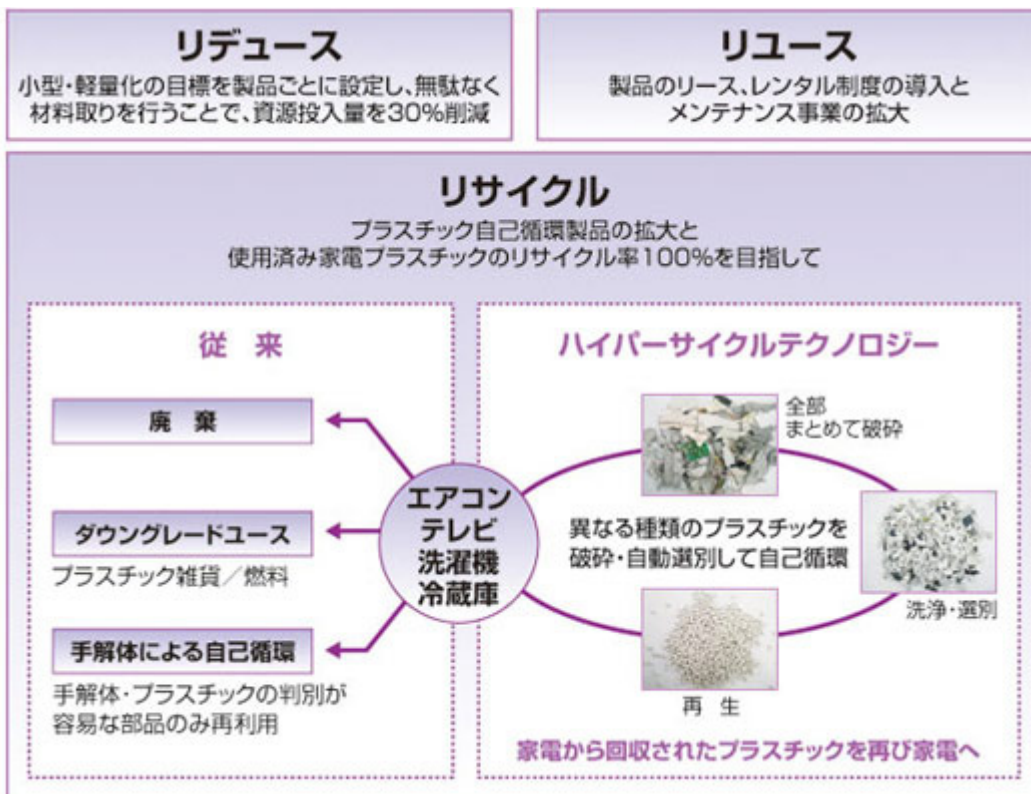 リデュース
小型・軽量化の目標を製品ごとに設定し、無駄なく
材料取りを行うことで、資源投入量を30%削減
リユース
製品のリース、レンタル制度の導入と
メンテナンス事業の拡大
リサイクル
プラスチック自己循環製品の拡大と
使用済み家電プラスチックのリサイクル率100%を目指して
従 来
廃 棄
ダウングレードユース
プラスチック雑貨/燃料
手解体による自己循環
手解体・プラスチックの判別が
容易な部品のみ再利用
エアコン
テレビ
洗濯機
冷蔵庫
ハイパーサイクルテクノロジー
全部
まとめて破砕
異なる種類のプラスチックを
破砕・自動選別して自己循環
洗浄・選別
再 生
家電から回収されたプラスチックを再び家電へ